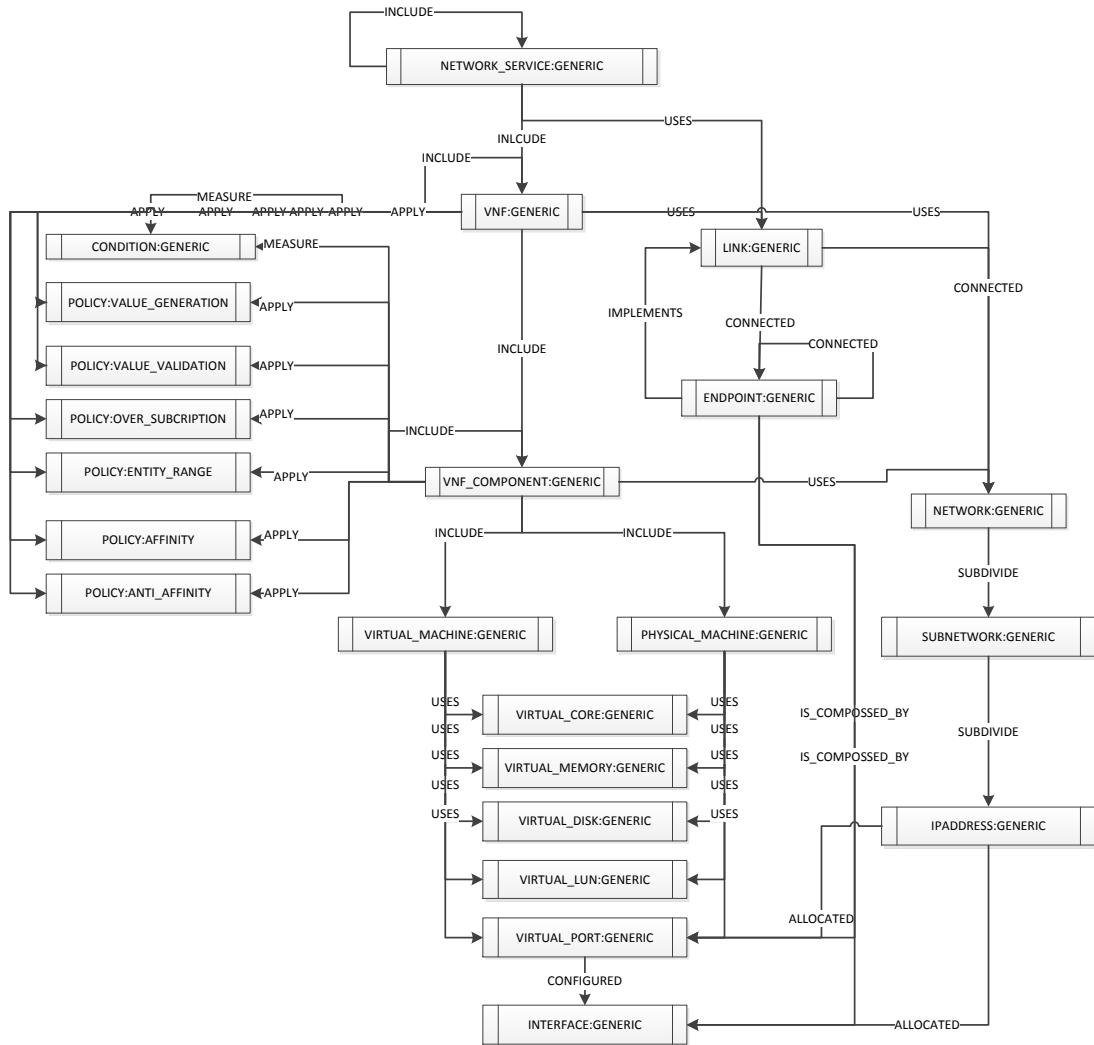 INCLUDE
NETWORK_SERVICE:GENERIC
USES
INLCUDE
INCLUDE
MEASURE
VNF:GENERIC
APPLY APPLY APPLY APPLY APPLY APPLY
USES
USES
CONDITION:GENERIC
MEASURE
LINK:GENERIC
CONNECTED
POLICY:VALUE_GENERATION
APPLY
IMPLEMENTS
CONNECTED
CONNECTED
INCLUDE
POLICY:VALUE_VALIDATION
APPLY
ENDPOINT:GENERIC
POLICY:OVER_SUBCRIPTION
APPLY
INCLUDE
POLICY:ENTITY_RANGE
APPLY
VNF_COMPONENT:GENERIC
USES
NETWORK:GENERIC
POLICY:AFFINITY
APPLY
INCLUDE
INCLUDE
SUBDIVIDE
POLICY:ANTI_AFFINITY
APPLY
VIRTUAL_MACHINE:GENERIC
PHYSICAL_MACHINE:GENERIC
SUBNETWORK:GENERIC
USES
USES
VIRTUAL_CORE:GENERIC
IS_COMPOSSED_BY
USES
USES
SUBDIVIDE
USES
USES
IS_COMPOSSED_BY
VIRTUAL_MEMORY:GENERIC
USES
USES
USES
USES
VIRTUAL_DISK:GENERIC
IPADDRESS:GENERIC
VIRTUAL_LUN:GENERIC
ALLOCATED
VIRTUAL_PORT:GENERIC
CONFIGURED
INTERFACE:GENERIC
ALLOCATED